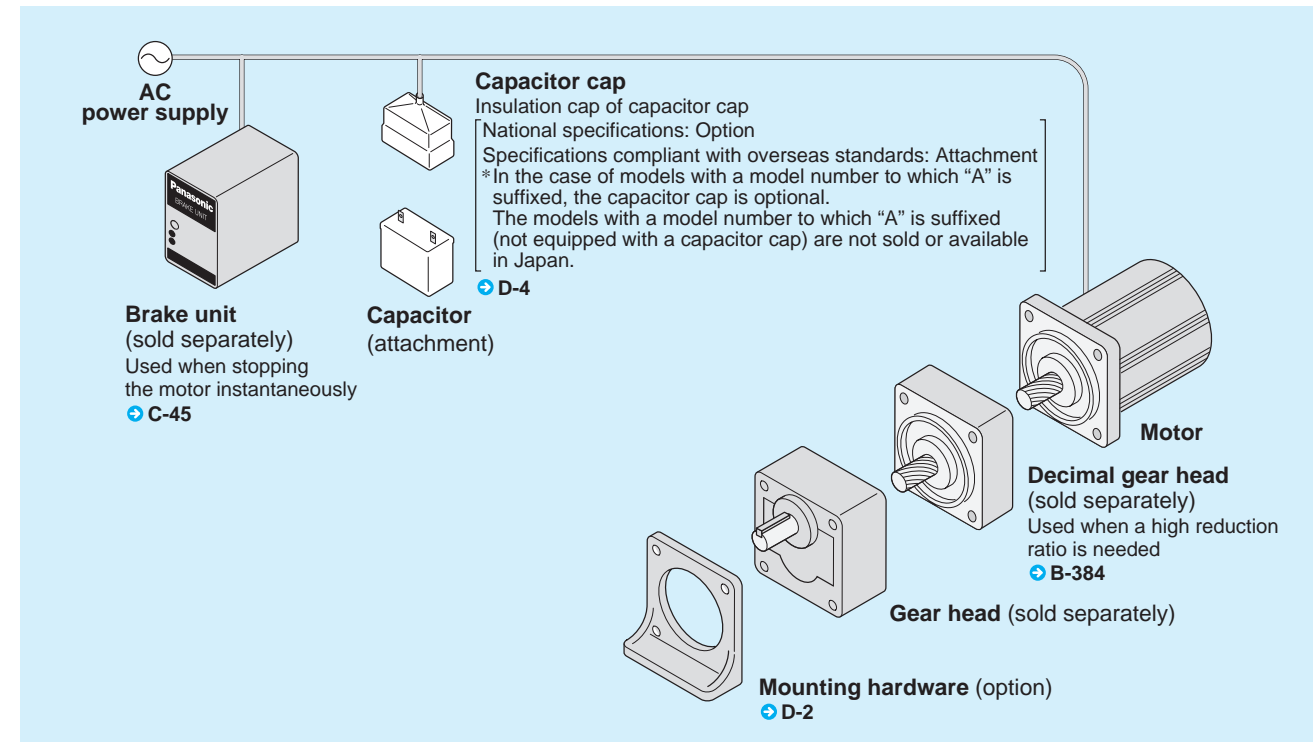 AC
power supply
Capacitor cap
Insulation cap of capacitor cap
National specifications: Option
Specifications compliant with overseas standards: Attachment
*In the case of models with a model number to which “A” is
suffixed, the capacitor cap is optional.
The models with a model number to which “A” is suffixed
(not equipped with a capacitor cap) are not sold or available
in Japan.
D-4
Panasonic
BRAKE UNIT
Brake unit
(sold separately)
Used when stopping
the motor instantaneously
C-45
Capacitor
(attachment)
Motor
Decimal gear head
(sold separately)
Used when a high reduction
ratio is needed
B-384
Gear head (sold separately)
Mounting hardware (option)
D-2